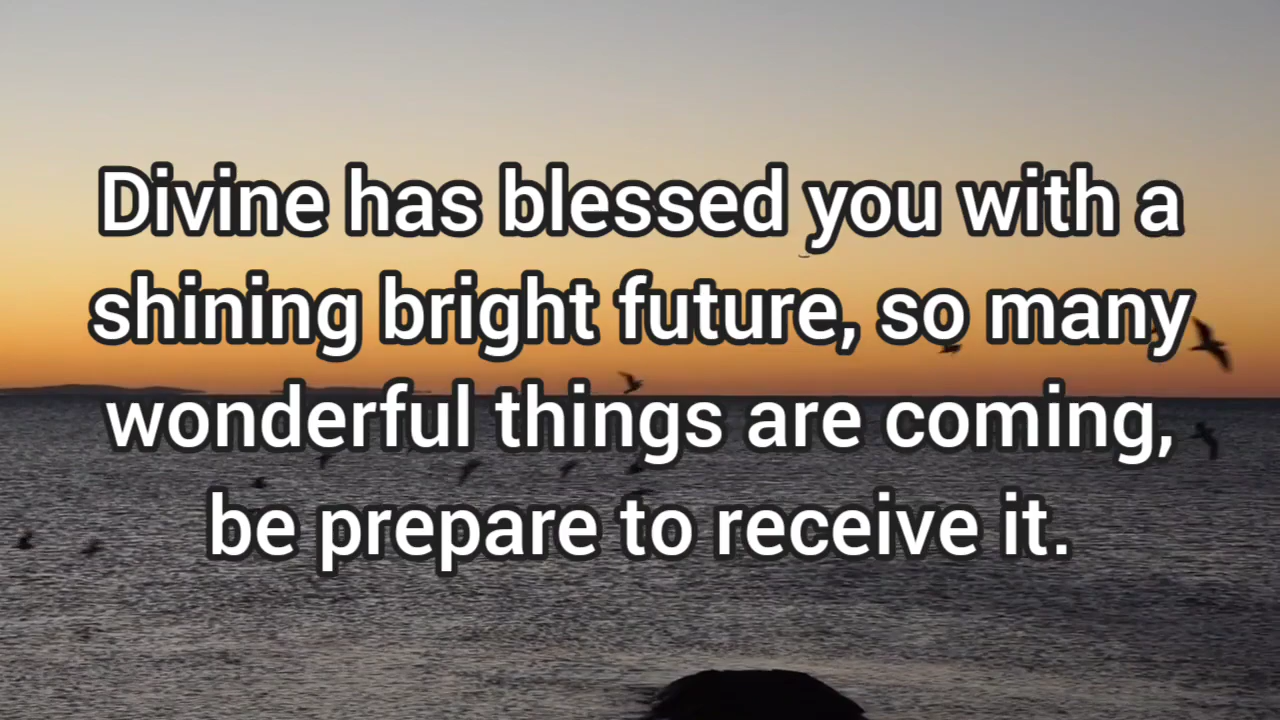 Divine has blessed you with a
shining bright future, so many
wonderful things are coming,
be prepare to receive it.